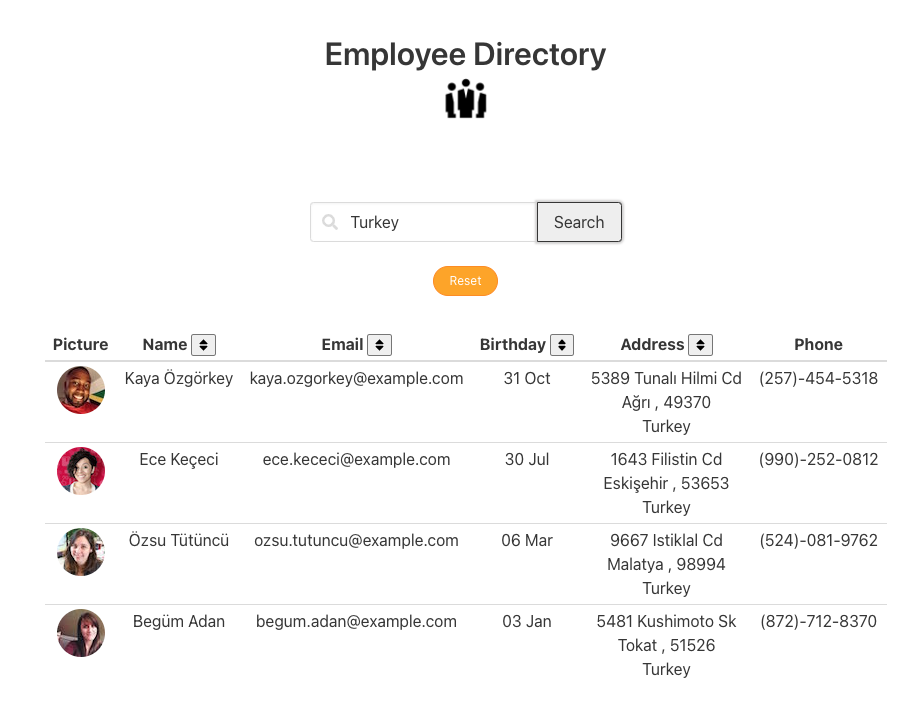 Employee Directory
Turkey Search
Reset
Picture Name Email Birthday Address Phone
Kaya Özgörkey kaya.ozgorkey@example.com 31 Oct 5389 Tunalı Hilmi Cd (257)-454-5318
Ağrı , 49370
Turkey
Ece Keçeci ece.kececi@example.com 30 Jul 1643 Filistin Cd (990)-252-0812
Eskişehir , 53653
Turkey
Özsu Tütüncü ozsu.tutuncu@example.com 06 Mar 9667 Istiklal Cd (524)-081-9762
Malatya , 98994
Turkey
Begüm Adan begum.adan@example.com 03 Jan 5481 Kushimoto Sk (872)-712-8370
Tokat , 51526
Turkey